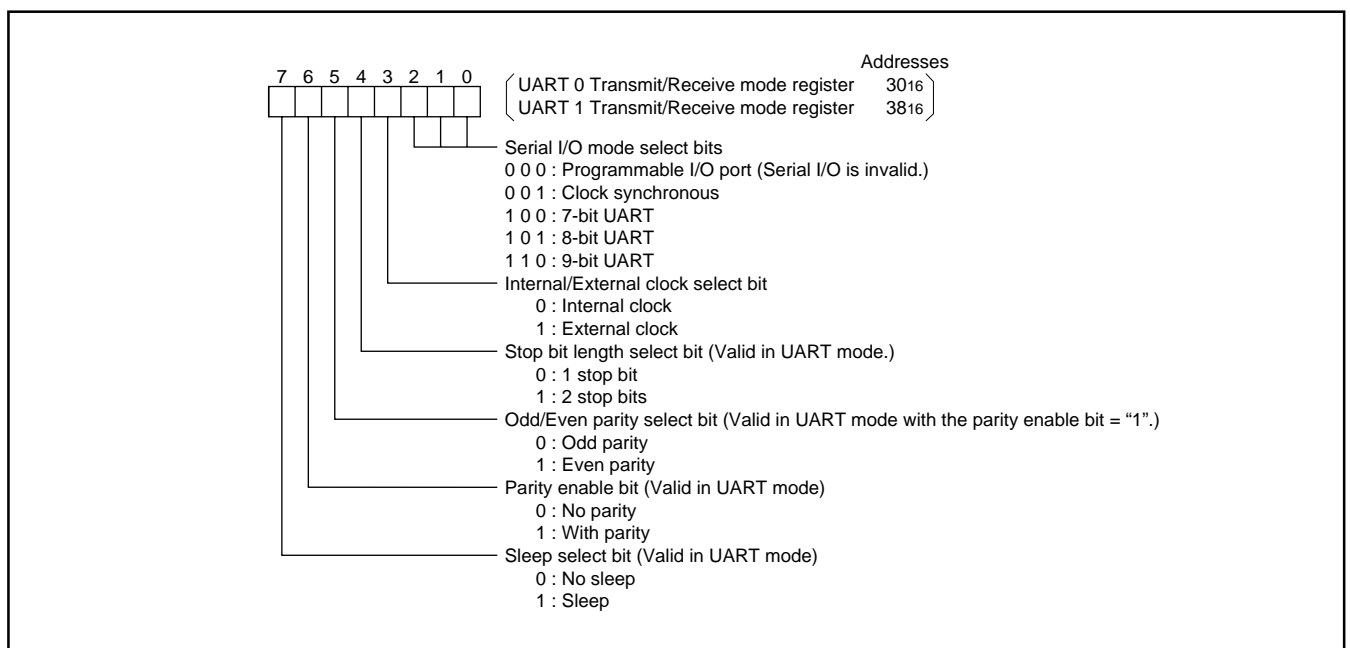 Addresses
7 6 5 4 3 2 1 0
UART 0 Transmit/Receive mode register 3016
UART 1 Transmit/Receive mode register 3816
Serial I/O mode select bits
0 0 0 : Programmable I/O port (Serial I/O is invalid.)
0 0 1 : Clock synchronous
1 0 0 : 7-bit UART
1 0 1 : 8-bit UART
1 1 0 : 9-bit UART
Internal/External clock select bit
0 : Internal clock
1 : External clock
Stop bit length select bit (Valid in UART mode.)
0 : 1 stop bit
1 : 2 stop bits
Odd/Even parity select bit (Valid in UART mode with the parity enable bit = “1”.)
0 : Odd parity
1 : Even parity
Parity enable bit (Valid in UART mode)
0 : No parity
1 : With parity
Sleep select bit (Valid in UART mode)
0 : No sleep
1 : Sleep